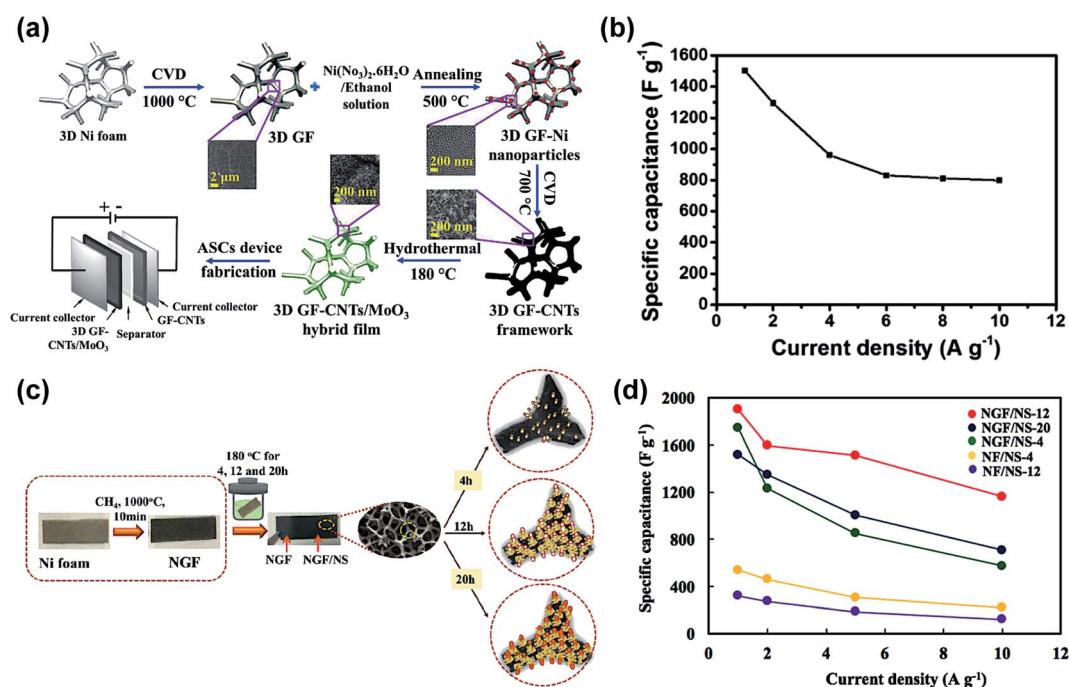 (a)
CVD
1000 °C
3D Ni foam
3D GF
+
Ni(No₃)₂.6H₂O
/Ethanol
solution
Annealing
500 °C
3D GF-Ni
nanoparticles
2 µm
200 nm
200 nm
200 nm
CVD
700 °C
+ -
ASCs device
fabrication
Hydrothermal
180 °C
Current collector
3D GF-
CNTs/MoO₃
Separator
GF-CNTs
Current collector
3D GF-CNTs/MoO₃
hybrid film
3D GF-CNTs
framework
(b)
Specific capacitance (F g⁻¹)
1600
1400
1200
1000
800
600
400
200
0
0 2 4 6 8 10 12
Current density (A g⁻¹)
(c)
180 °C for
4, 12 and 20h
CH₄, 1000°C,
10min
Ni foam
NGF
NGF
NGF/NS
4h
12h
20h
(d)
Specific capacitance (F g⁻¹)
2000
1600
1200
800
400
0
NGF/NS-12
NGF/NS-20
NGF/NS-4
NF/NS-4
NF/NS-12
0 2 4 6 8 10 12
Current density (A g⁻¹)